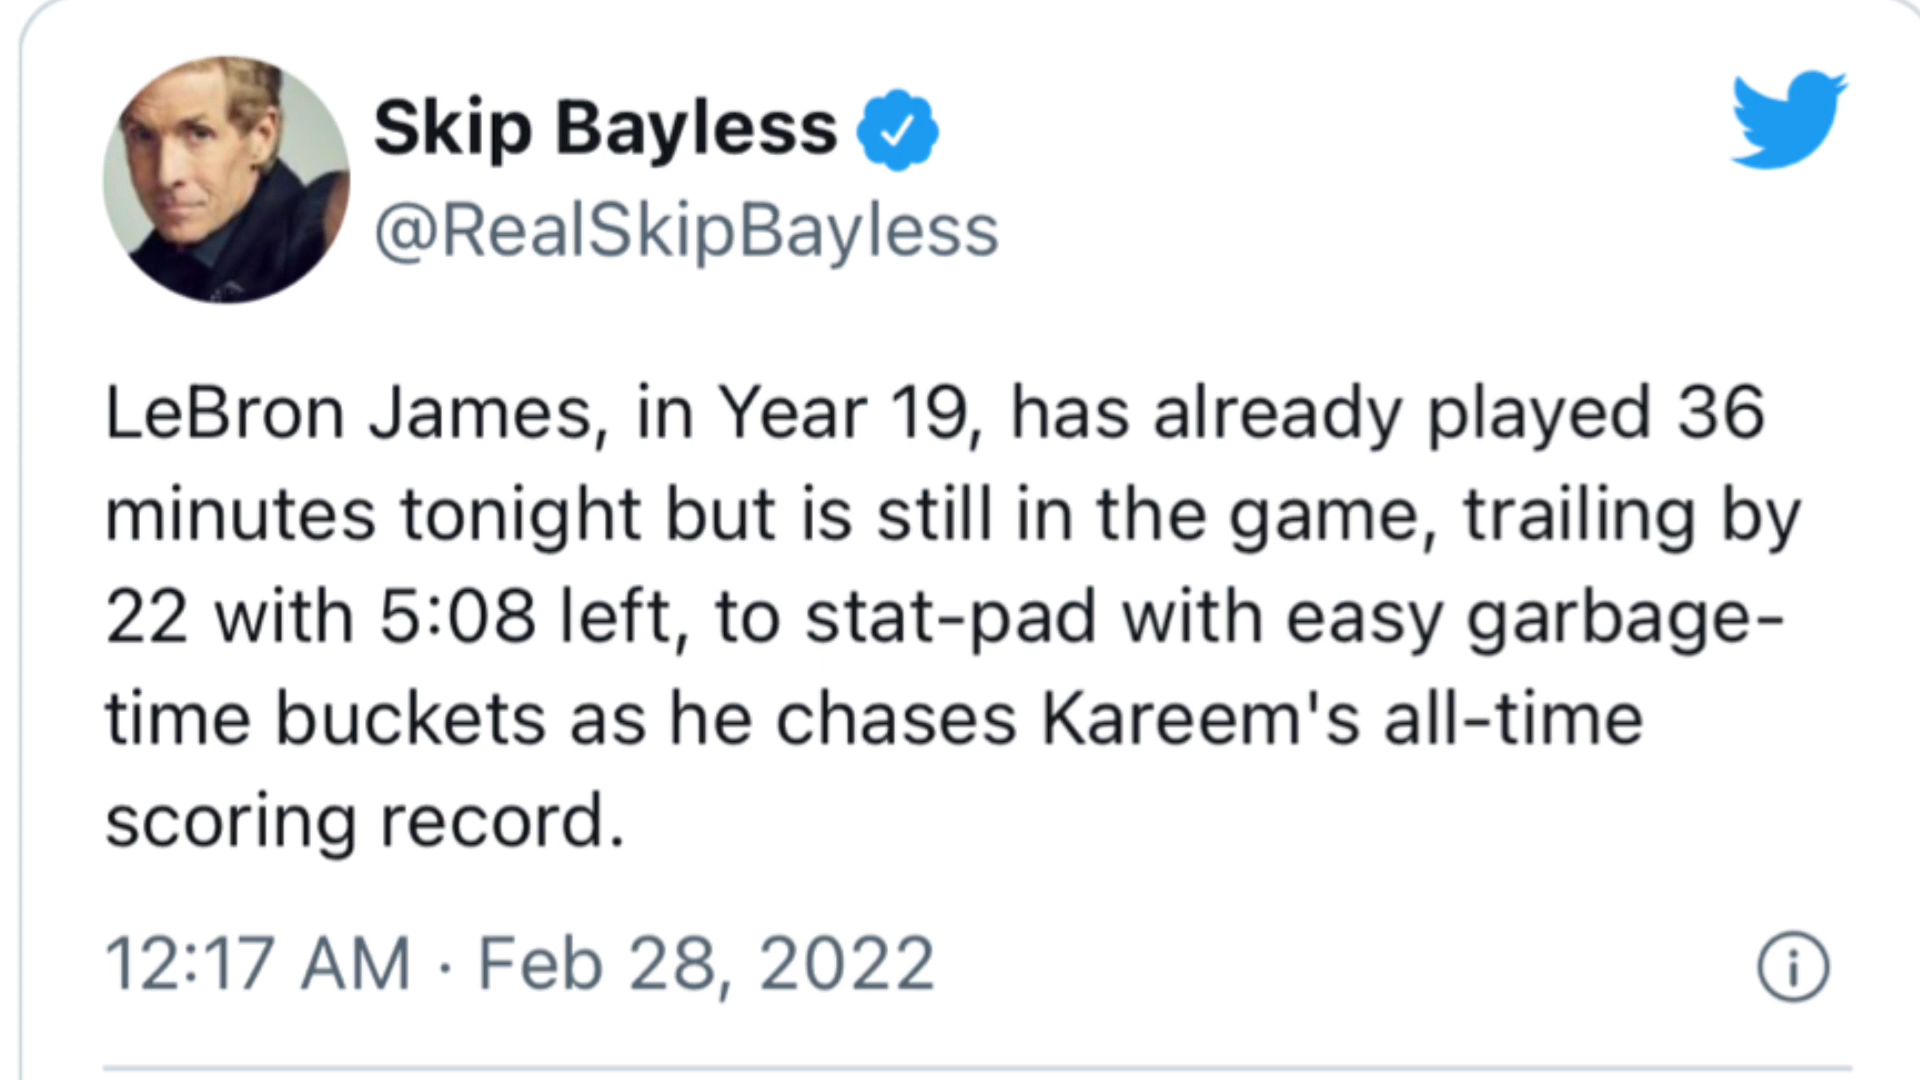 Skip Bayless
@RealSkipBayless
LeBron James, in Year 19, has already played 36
minutes tonight but is still in the game, trailing by
22 with 5:08 left, to stat-pad with easy garbage-
time buckets as he chases Kareem's all-time
scoring record.
12:17 AM · Feb 28, 2022